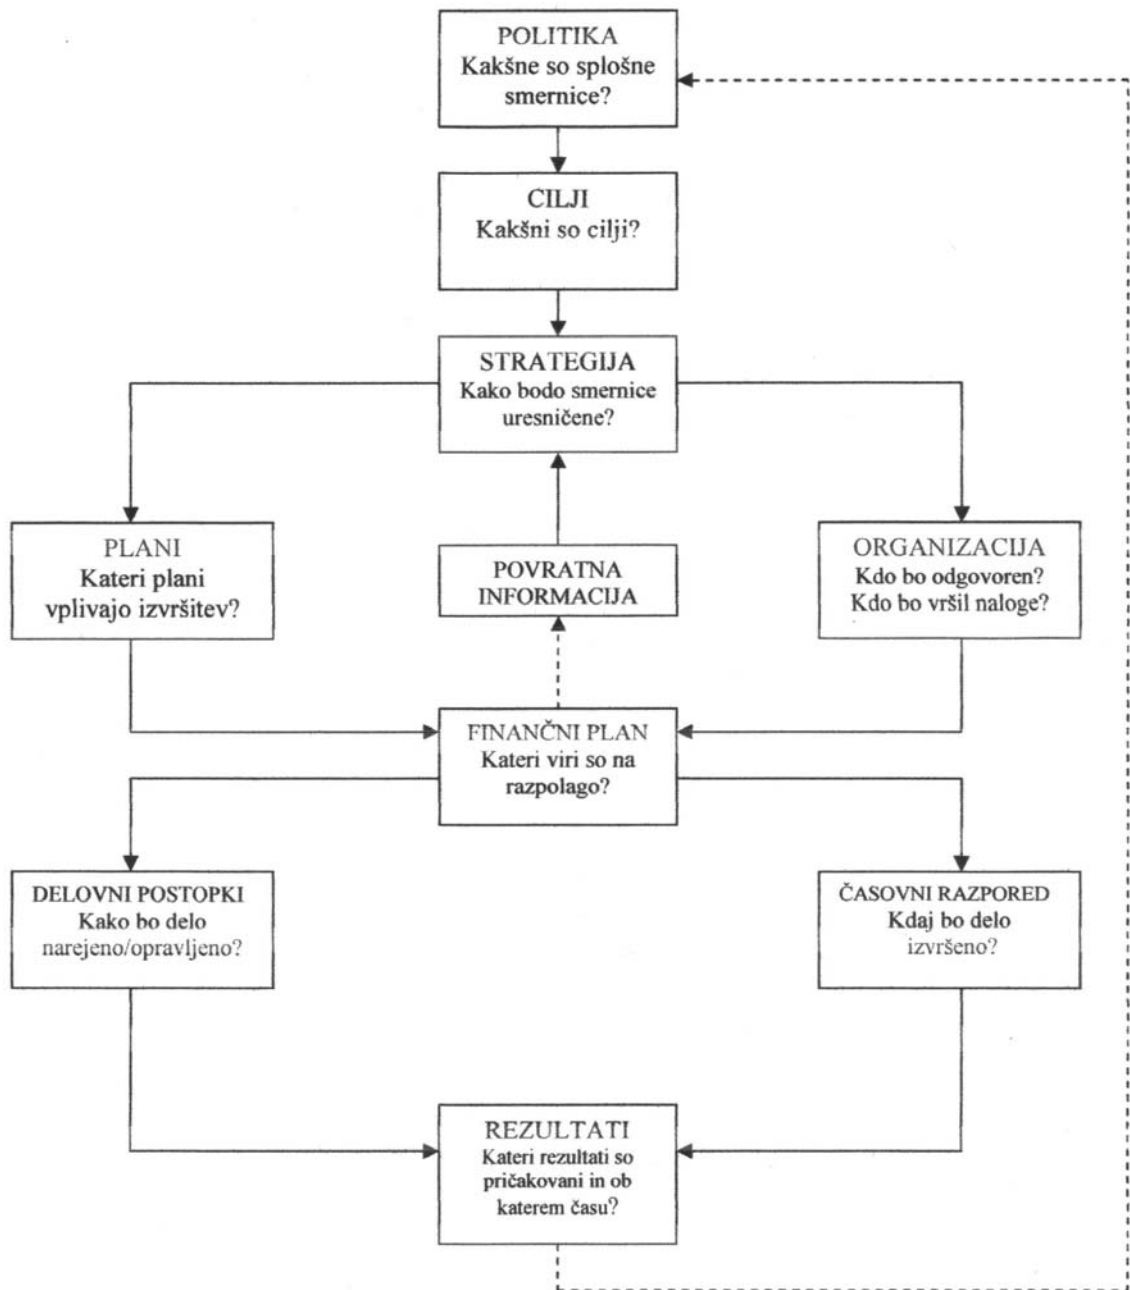 POLITIKA
Kakšne so splošne
smernice?
CILJI
Kakšni so cilji?
STRATEGIJA
Kako bodo smernice
uresničene?
PLANI
Kateri plani
vplivajo izvršitev?
POVRATNA
INFORMACIJA
ORGANIZACIJA
Kdo bo odgovoren?
Kdo bo vršil naloge?
FINANČNI PLAN
Kateri viri so na
razpolago?
DELOVNI POSTOPKI
Kako bo delo
narejeno/opravljeno?
ČASOVNI RAZPORED
Kdaj bo delo
izvršeno?
REZULTATI
Kateri rezultati so
pričakovani in ob
katerem času?